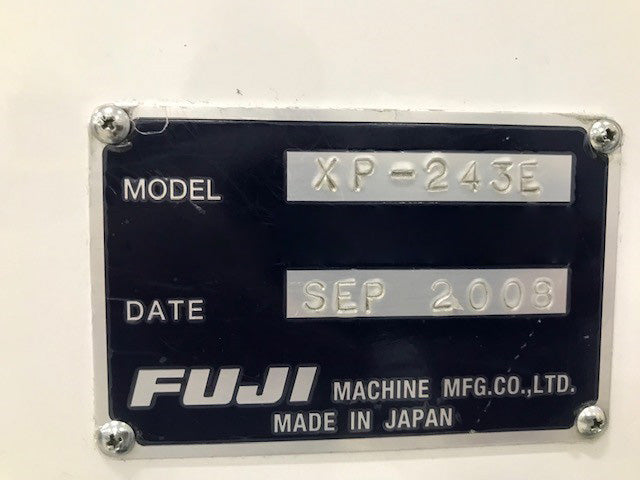 MODEL XP-243E
DATE SEP 2008
FUJI MACHINE MFG.CO.,LTD.
MADE IN JAPAN